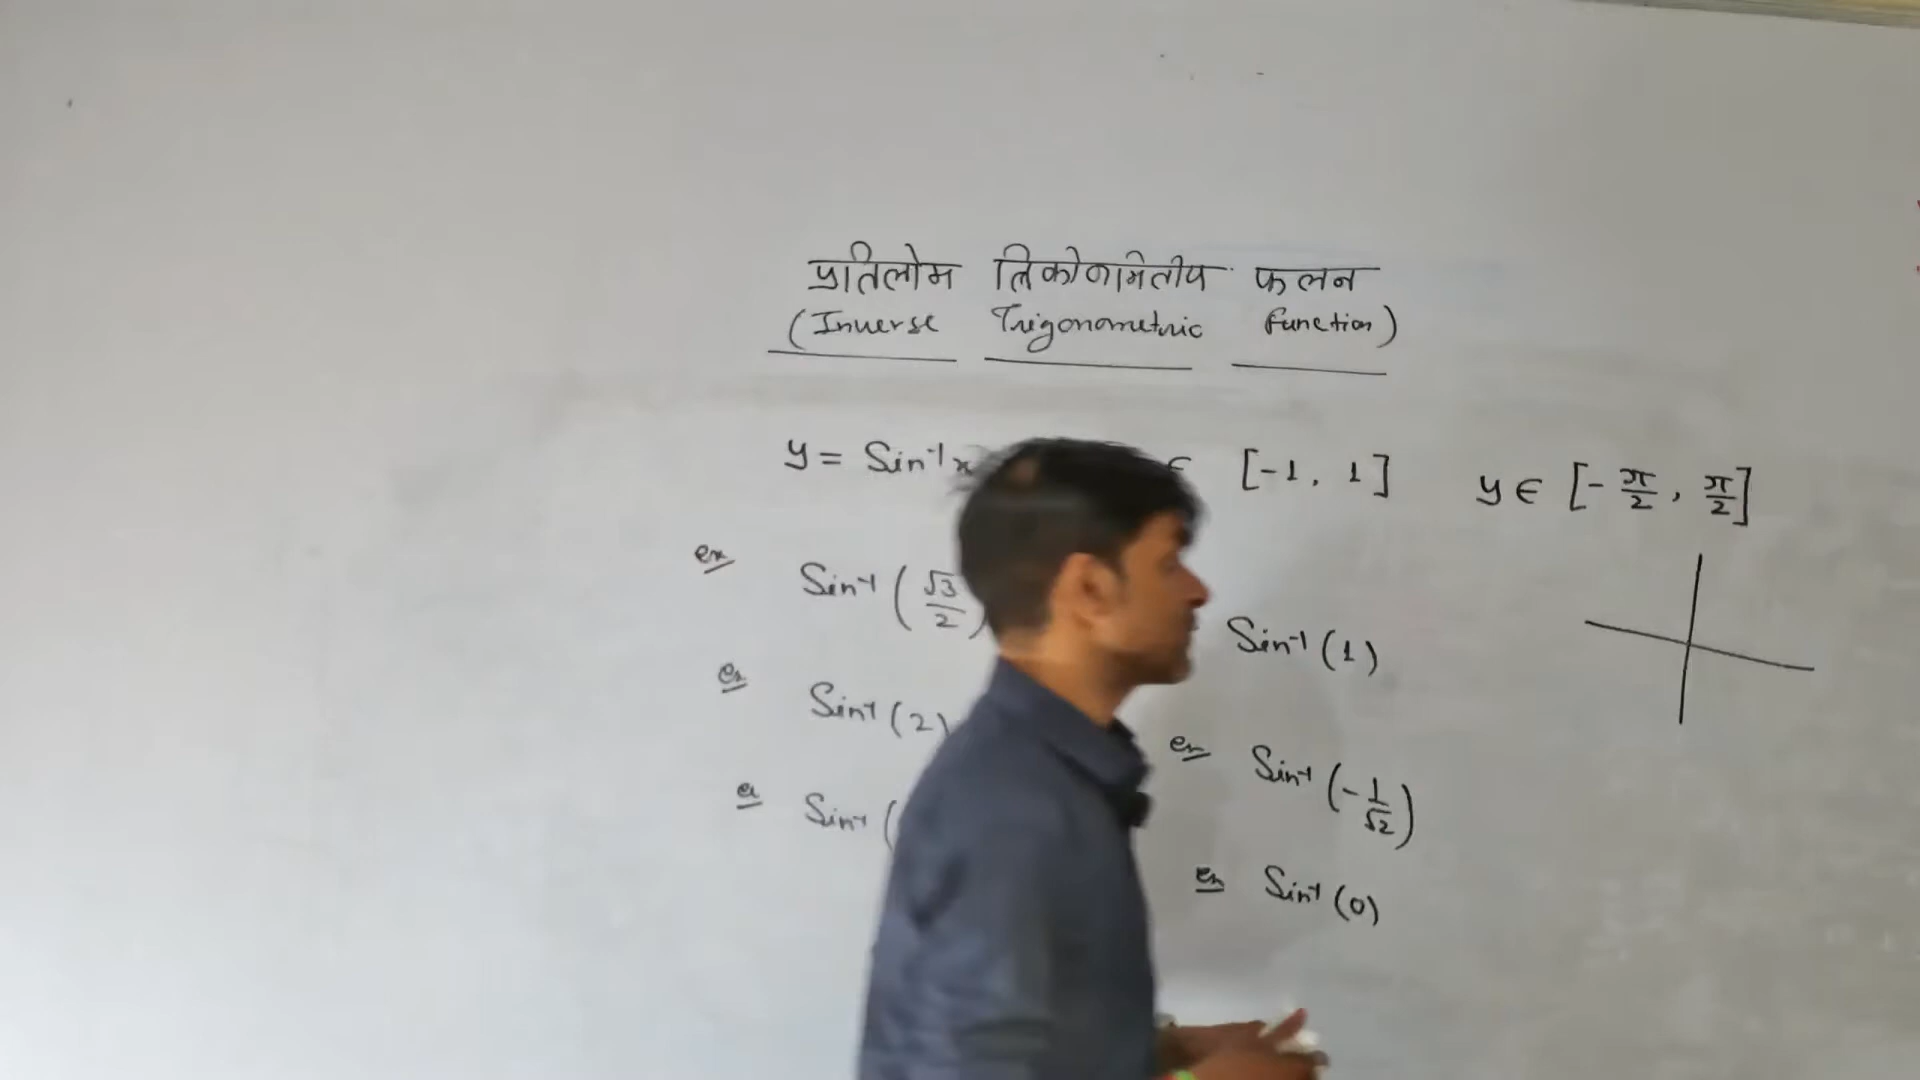 प्रतिलोम त्रिकोणमितीय फलन
(Inverse Trigonometric function)
y = Sin⁻¹x ∈ [-1, 1] y ∈ [-π/2, π/2]
ex Sin⁻¹(√3/2)
Sin⁻¹(1)
ex Sin⁻¹(2)
ex Sin⁻¹(-1/√2)
ex Sin⁻¹(
ex Sin⁻¹(0)